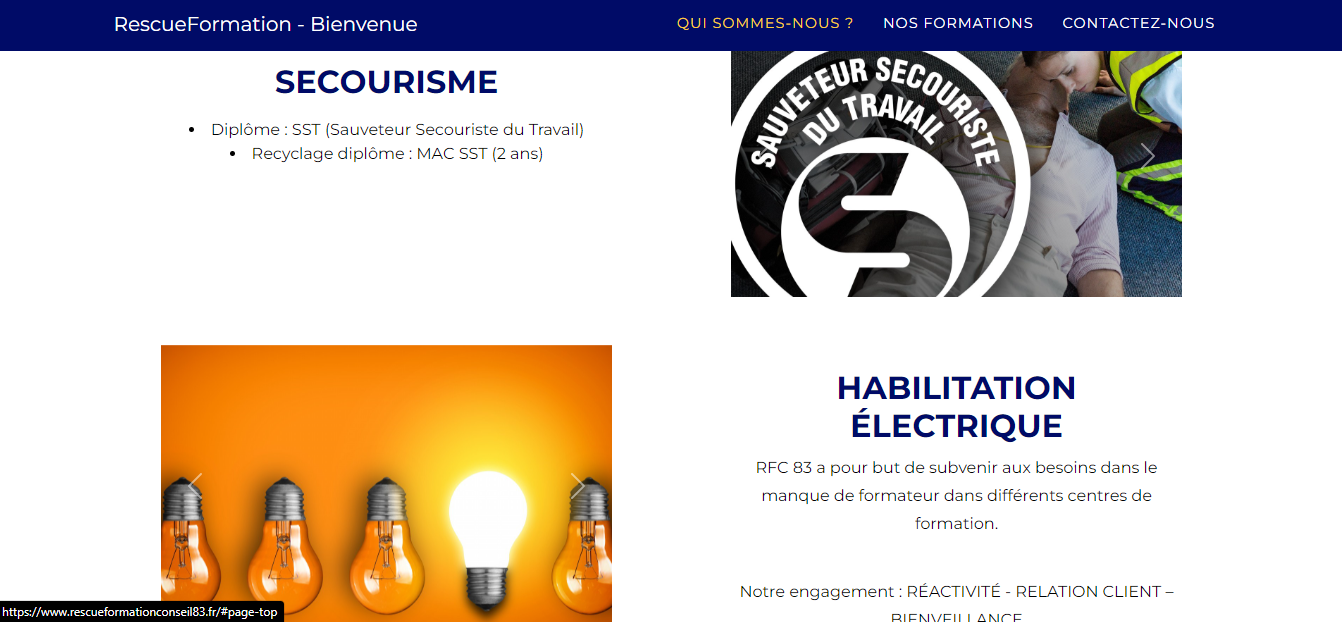 RescueFormation - Bienvenue
QUI SOMMES-NOUS ?
NOS FORMATIONS
CONTACTEZ-NOUS
SECOURISME
• Diplôme : SST (Sauveteur Secouriste du Travail)
• Recyclage diplôme : MAC SST (2 ans)
SAUVETEUR SECOURISTE
DU TRAVAIL
HABILITATION
ÉLECTRIQUE
RFC 83 a pour but de subvenir aux besoins dans le
manque de formateur dans différents centres de
formation.
Notre engagement : RÉACTIVITÉ - RELATION CLIENT –
BIENVEILLANCE
https://www.rescueformationconseil83.fr/#page-top